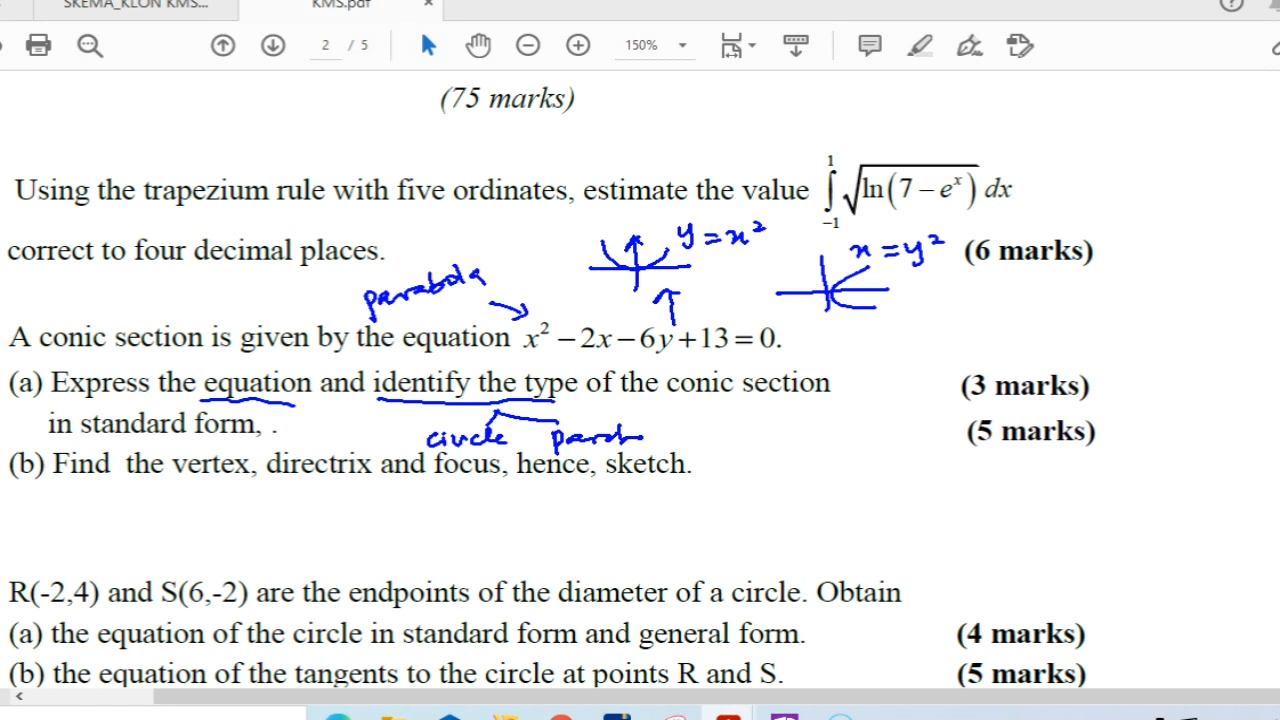 SKEMA_KLON KMS...
KMS.pdf
×
2 / 5
150%
(75 marks)
Using the trapezium rule with five ordinates, estimate the value ∫₋₁¹ √(ln(7 − eˣ)) dx
correct to four decimal places. (6 marks)
y = x²
x = y²
parabola
A conic section is given by the equation x² − 2x − 6y + 13 = 0.
(a) Express the equation and identify the type of the conic section (3 marks)
in standard form, .
(5 marks)
circle parab
(b) Find the vertex, directrix and focus, hence, sketch.
R(-2,4) and S(6,-2) are the endpoints of the diameter of a circle. Obtain
(a) the equation of the circle in standard form and general form. (4 marks)
(b) the equation of the tangents to the circle at points R and S. (5 marks)